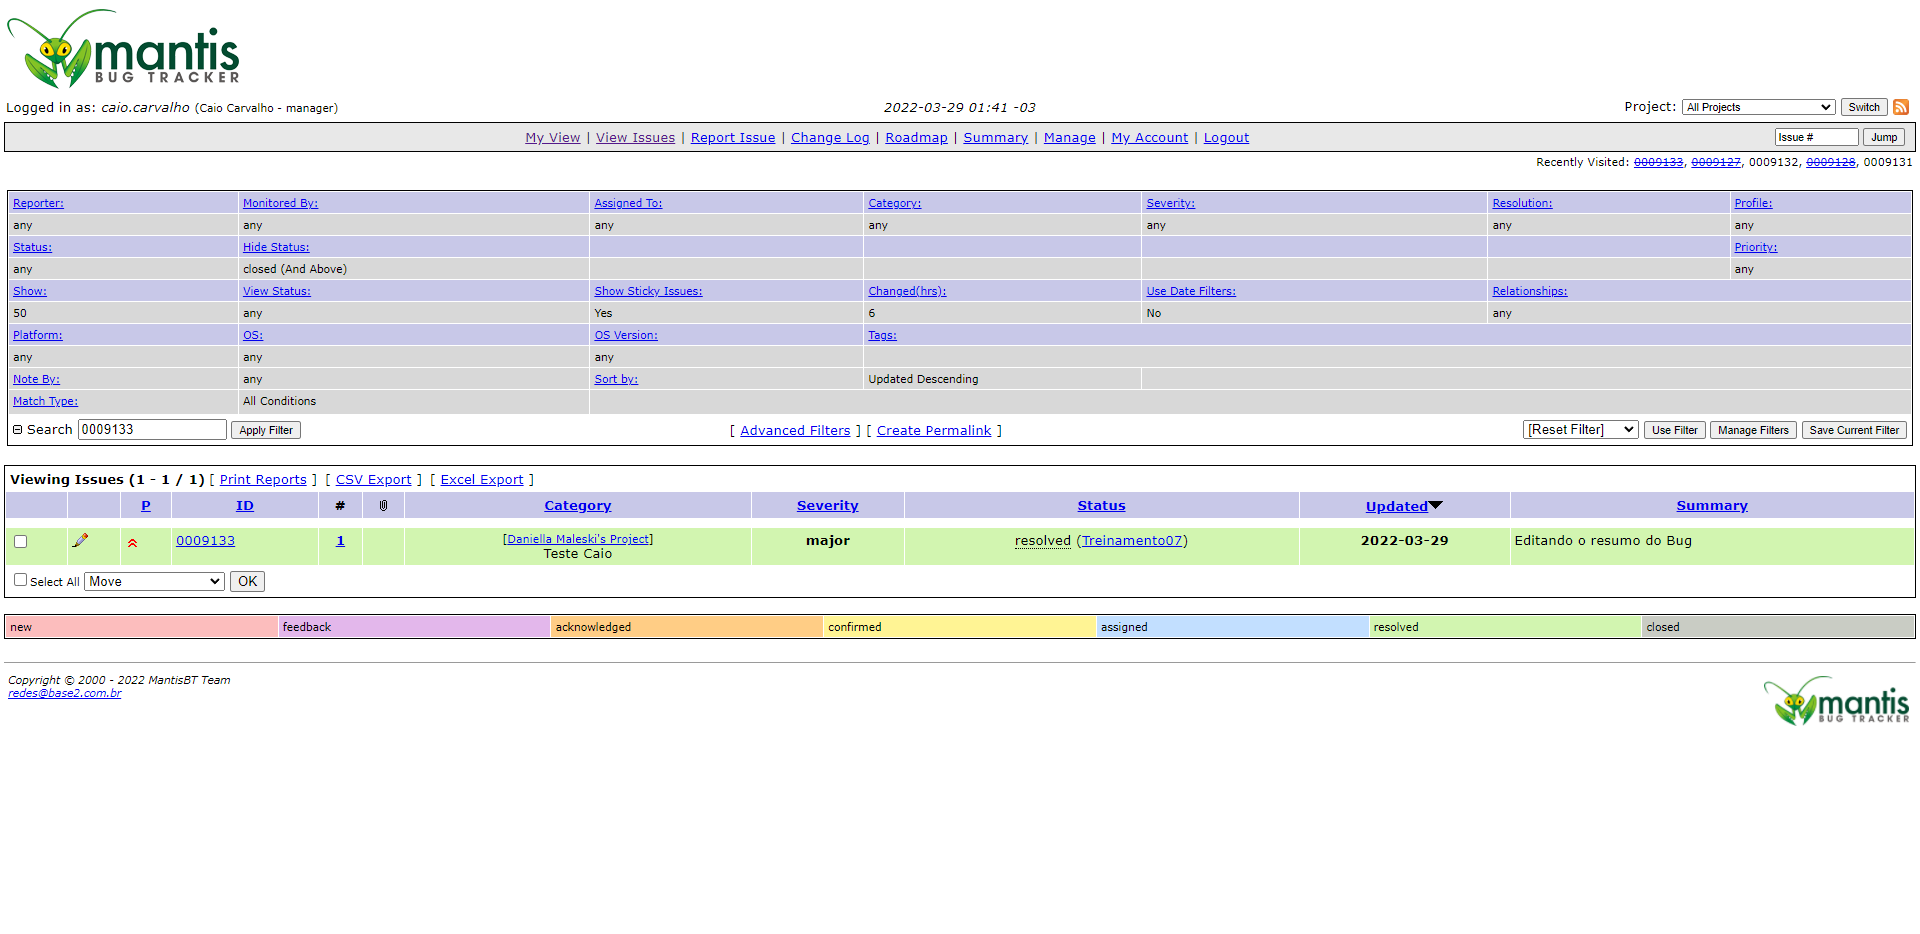 mantis
BUG TRACKER
Logged in as: caio.carvalho (Caio Carvalho - manager)
2022-03-29 01:41 -03
Project: All Projects Switch
My View | View Issues | Report Issue | Change Log | Roadmap | Summary | Manage | My Account | Logout
Issue # Jump
Recently Visited: 0009133, 0009127, 0009132, 0009128, 0009131
Reporter: Monitored By: Assigned To: Category: Severity: Resolution: Profile:
any any any any any any any
Status: Hide Status: Priority:
any closed (And Above) any
Show: View Status: Show Sticky Issues: Changed(hrs): Use Date Filters: Relationships:
50 any Yes 6 No any
Platform: OS: OS Version: Tags:
any any any
Note By: any Sort by: Updated Descending
Match Type: All Conditions
Search 0009133 Apply Filter [ Advanced Filters ] [ Create Permalink ] [Reset Filter] Use Filter Manage Filters Save Current Filter
Viewing Issues (1 - 1 / 1) [ Print Reports ] [ CSV Export ] [ Excel Export ]
P ID # Category Severity Status Updated Summary
0009133 1 [Daniella Maleski's Project] major resolved (Treinamento07) 2022-03-29 Editando o resumo do Bug
Teste Caio
Select All Move OK
new feedback acknowledged confirmed assigned resolved closed
Copyright © 2000 - 2022 MantisBT Team
redes@base2.com.br
mantis
BUG TRACKER